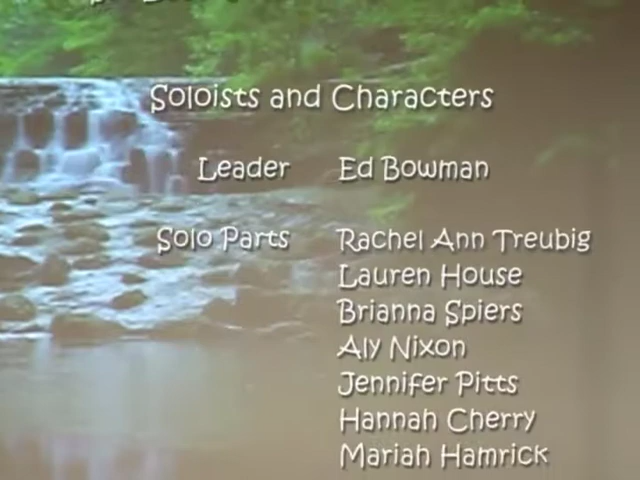 Soloists and Characters
Leader Ed Bowman
Solo Parts Rachel Ann Treubig
Lauren House
Brianna Spiers
Aly Nixon
Jennifer Pitts
Hannah Cherry
Mariah Hamrick